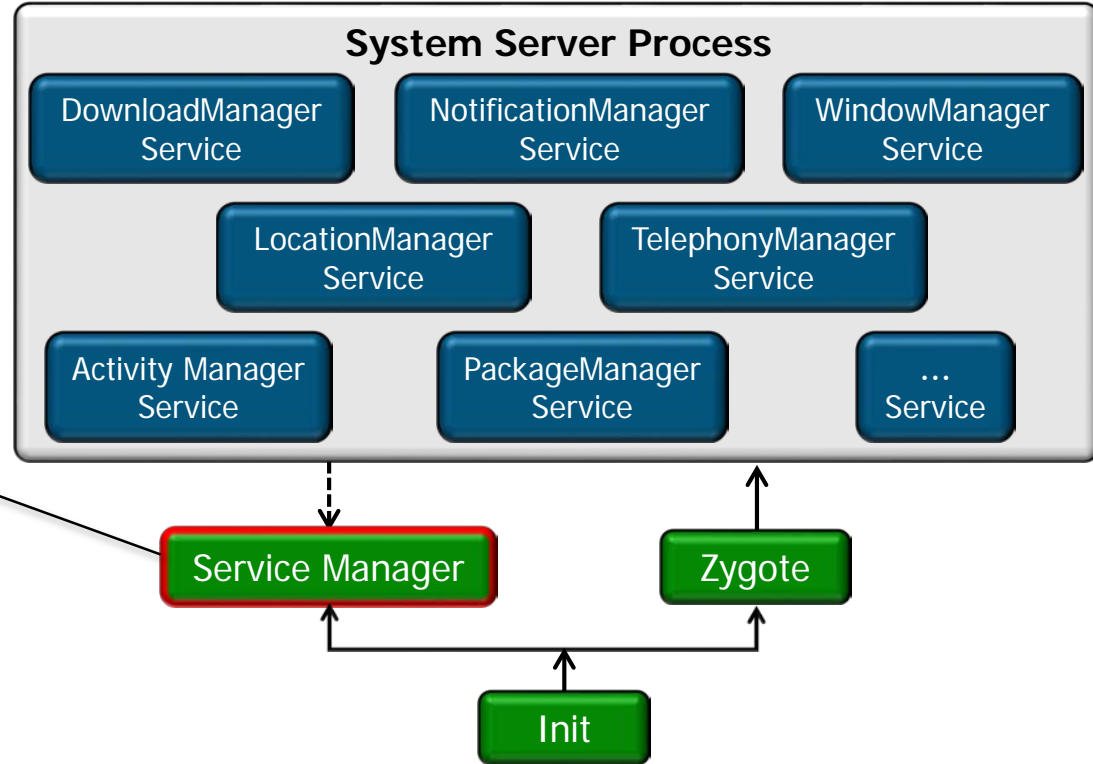 System Server Process
DownloadManager
Service
NotificationManager
Service
WindowManager
Service
LocationManager
Service
TelephonyManager
Service
Activity Manager
Service
PackageManager
Service
...
Service
Service Manager
Zygote
Init